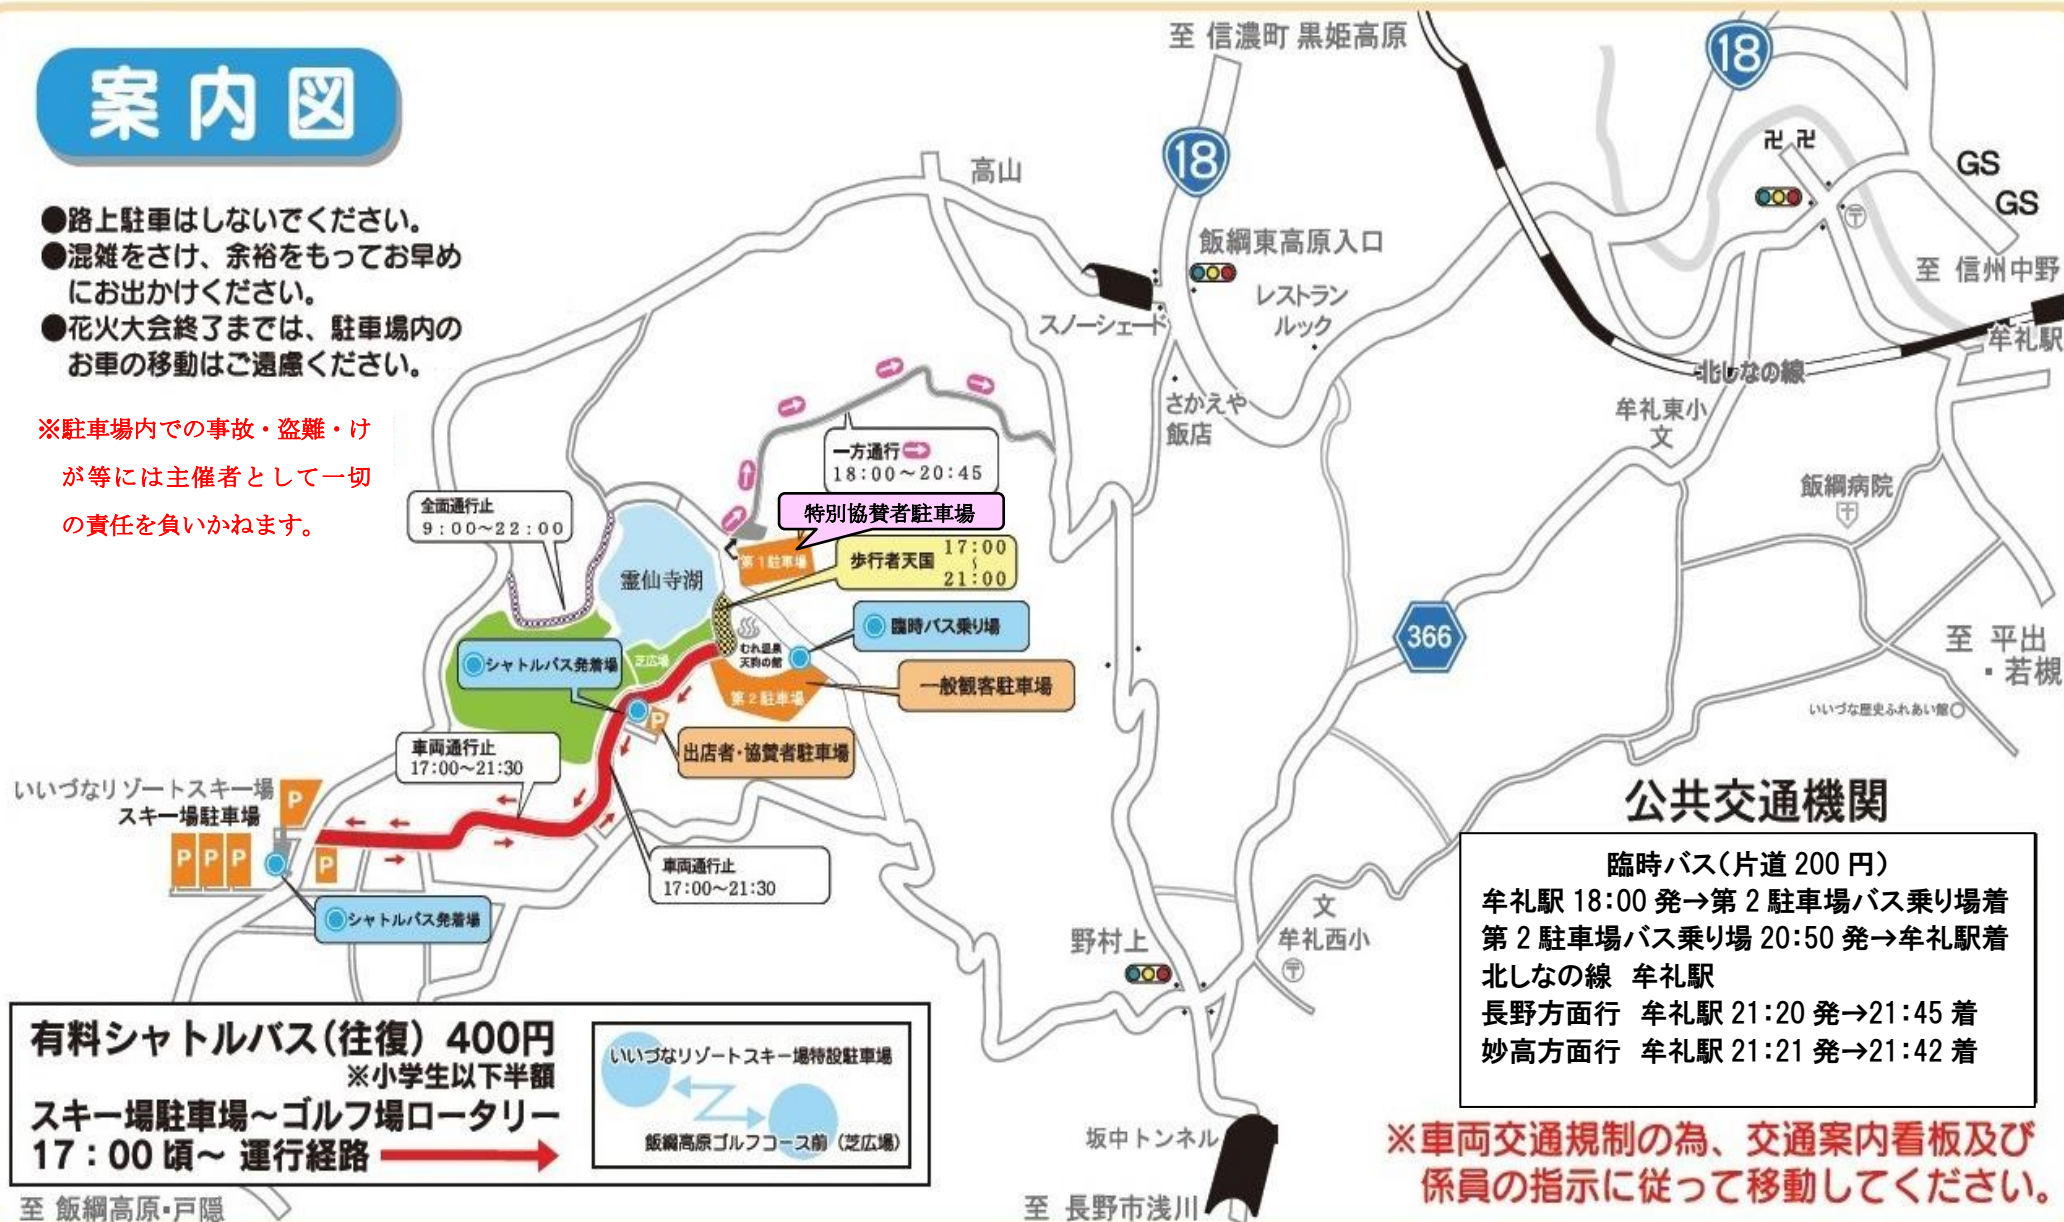 案内図
●路上駐車はしないでください。
●混雑をさけ、余裕をもってお早め
にお出かけください。
●花火大会終了までは、駐車場内の
お車の移動はご遠慮ください。
※駐車場内での事故・盗難・け
が等には主催者として一切
の責任を負いかねます。
至 信濃町 黒姫高原
18
18
高山
飯綱東高原入口
レストラン
ルック
スノーシェード
さかえや
飯店
卍 卍
GS
GS
〒
至 信州中野
牟礼駅
北しなの線
牟礼東小
文
飯綱病院
366
至 平出
・若槻
いいづな歴史ふれあい館
一方通行
18:00～20:45
特別協賛者駐車場
第1駐車場
歩行者天国
17:00
～
21:00
全面通行止
9:00～22:00
霊仙寺湖
臨時バス乗り場
シャトルバス発着場
芝広場
むれ温泉
天狗の館
第2駐車場
一般観客駐車場
P
出店者・協賛者駐車場
車両通行止
17:00～21:30
いいづなリゾートスキー場
スキー場駐車場
P
P P P
P
シャトルバス発着場
車両通行止
17:00～21:30
野村上
文
牟礼西小
〒
坂中トンネル
至 長野市浅川
至 飯綱高原・戸隠
公共交通機関
臨時バス(片道 200 円)
牟礼駅 18:00 発→第 2 駐車場バス乗り場着
第 2 駐車場バス乗り場 20:50 発→牟礼駅着
北しなの線 牟礼駅
長野方面行 牟礼駅 21:20 発→21:45 着
妙高方面行 牟礼駅 21:21 発→21:42 着
※車両交通規制の為、交通案内看板及び
係員の指示に従って移動してください。
有料シャトルバス(往復) 400円
※小学生以下半額
スキー場駐車場～ゴルフ場ロータリー
17：00 頃～ 運行経路
いいづなリゾートスキー場特設駐車場
飯綱高原ゴルフコース前（芝広場）